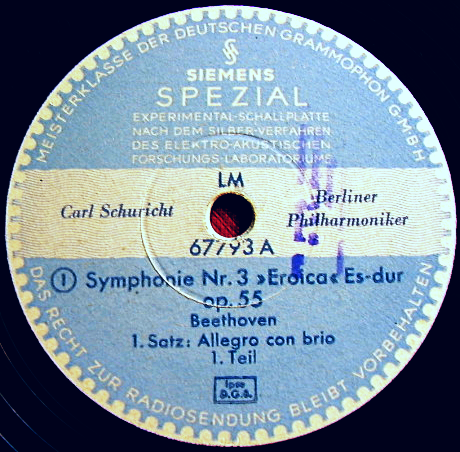 MEISTERKLASSE DER DEUTSCHEN GRAMMOPHON G·M·B·H
SIEMENS
SPEZIAL
EXPERIMENTAL-SCHALLPLATTE
NACH DEM SILBER-VERFAHREN
DES ELEKTRO-AKUSTISCHEN
FORSCHUNGS-LABORATORIUMS
LM
Carl Schuricht
Berliner
Philharmoniker
67793 A
1 Symphonie Nr. 3 »Eroica« Es-dur
op. 55
Beethoven
1. Satz: Allegro con brio
1. Teil
DAS RECHT ZUR RADIOSENDUNG BLEIBT VORBEHALTEN